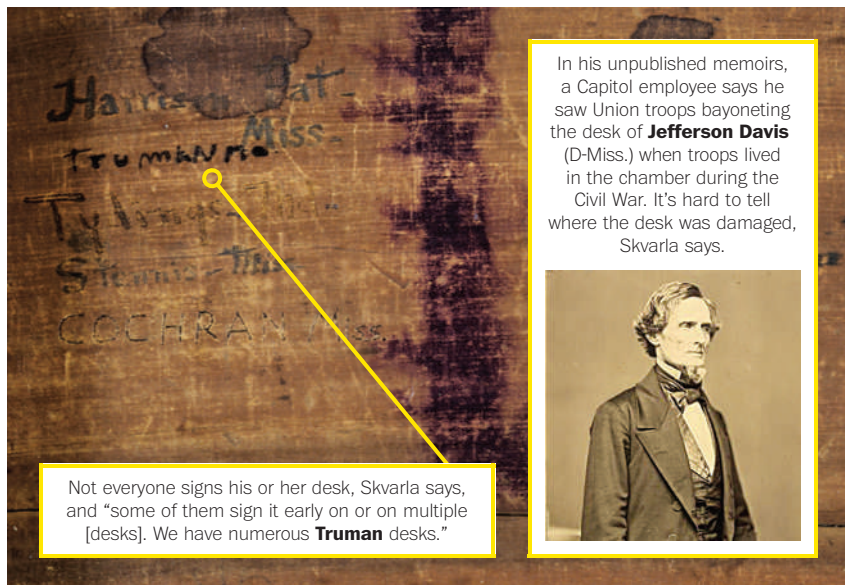 Harrison Pat-
Miss-
TruMAN Mo.
Tydings-
Stennis-Miss.
COCHRAN Miss.
Not everyone signs his or her desk, Skvarla says,
and “some of them sign it early on or on multiple
[desks]. We have numerous Truman desks.”
In his unpublished memoirs,
a Capitol employee says he
saw Union troops bayoneting
the desk of Jefferson Davis
(D-Miss.) when troops lived
in the chamber during the
Civil War. It’s hard to tell
where the desk was damaged,
Skvarla says.